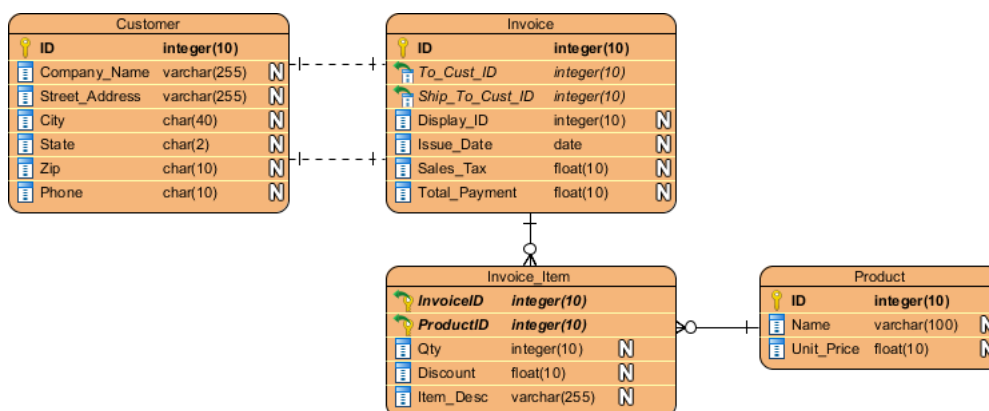 Customer
ID integer(10)
Company_Name varchar(255) N
Street_Address varchar(255) N
City char(40) N
State char(2) N
Zip char(10) N
Phone char(10) N
Invoice
ID integer(10)
To_Cust_ID integer(10)
Ship_To_Cust_ID integer(10)
Display_ID integer(10) N
Issue_Date date N
Sales_Tax float(10) N
Total_Payment float(10) N
Invoice_Item
InvoiceID integer(10)
ProductID integer(10)
Qty integer(10) N
Discount float(10) N
Item_Desc varchar(255) N
Product
ID integer(10)
Name varchar(100) N
Unit_Price float(10) N